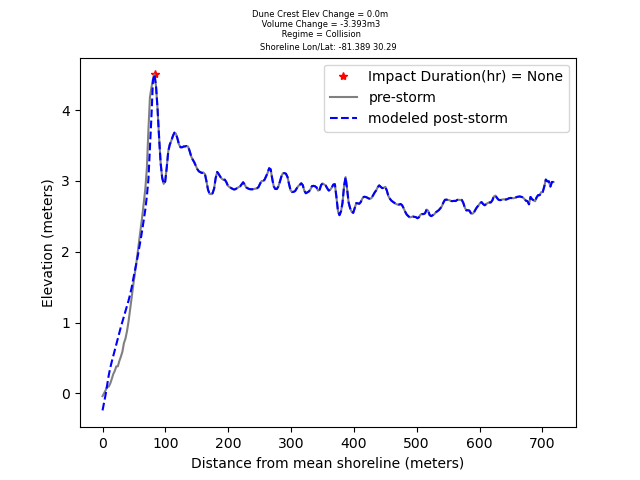 Dune Crest Elev Change = 0.0m
Volume Change = -3.393m3
Regime = Collision
Shoreline Lon/Lat: -81.389 30.29
Impact Duration(hr) = None
pre-storm
modeled post-storm
Elevation (meters)
4
3
2
1
0
0 100 200 300 400 500 600 700
Distance from mean shoreline (meters)